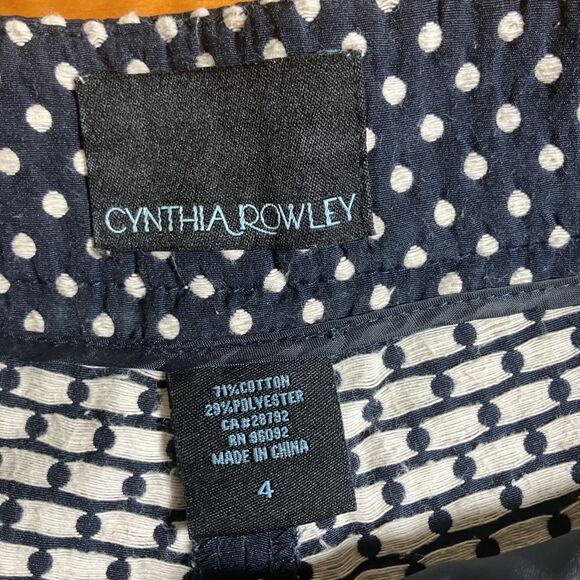 CYNTHIA ROWLEY
71% COTTON
29% POLYESTER
CA# 28792
RN 96092
MADE IN CHINA
4